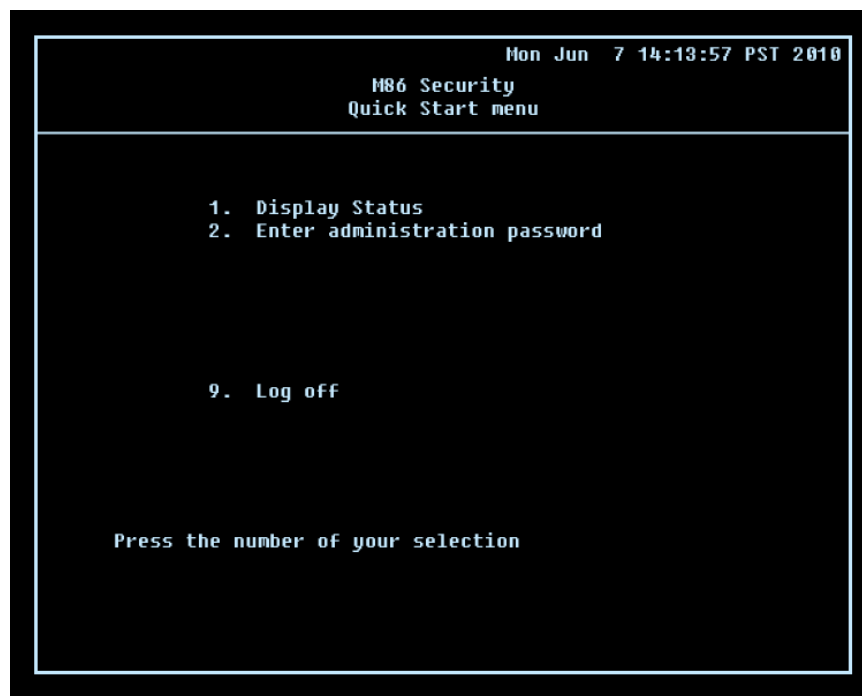 Mon Jun  7 14:13:57 PST 2010
M86 Security
Quick Start menu
1.  Display Status
2.  Enter administration password
9.  Log off
Press the number of your selection